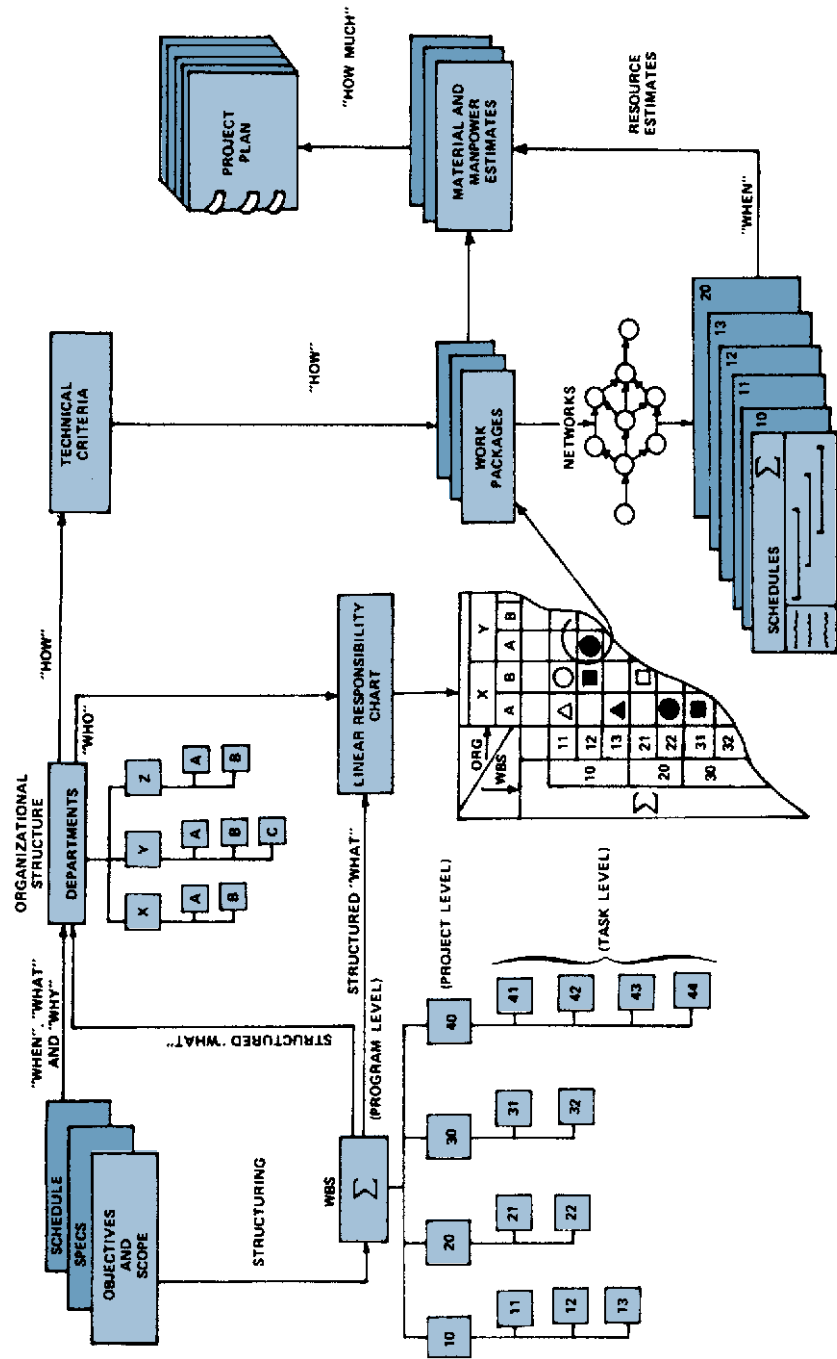 SCHEDULE
SPECS
OBJECTIVES
AND
SCOPE
"WHEN", "WHAT"
AND "WHY"
STRUCTURING
STRUCTURED "WHAT"
ORGANIZATIONAL
STRUCTURE
DEPARTMENTS
X
Y
Z
A
B
A
B
C
A
B
"HOW"
"WHO"
TECHNICAL
CRITERIA
"HOW"
PROJECT
PLAN
"HOW MUCH"
WBS
Σ
STRUCTURED "WHAT"
(PROGRAM LEVEL)
LINEAR RESPONSIBILITY
CHART
WORK
PACKAGES
MATERIAL AND
MANPOWER
ESTIMATES
RESOURCE
ESTIMATES
10
20
30
40
(PROJECT LEVEL)
11
12
13
21
22
31
32
41
42
43
44
(TASK LEVEL)
ORG
WBS
X
Y
A
B
A
B
Σ
10
11
12
13
20
21
22
30
31
32
NETWORKS
SCHEDULES
Σ
10
11
12
13
20
"WHEN"